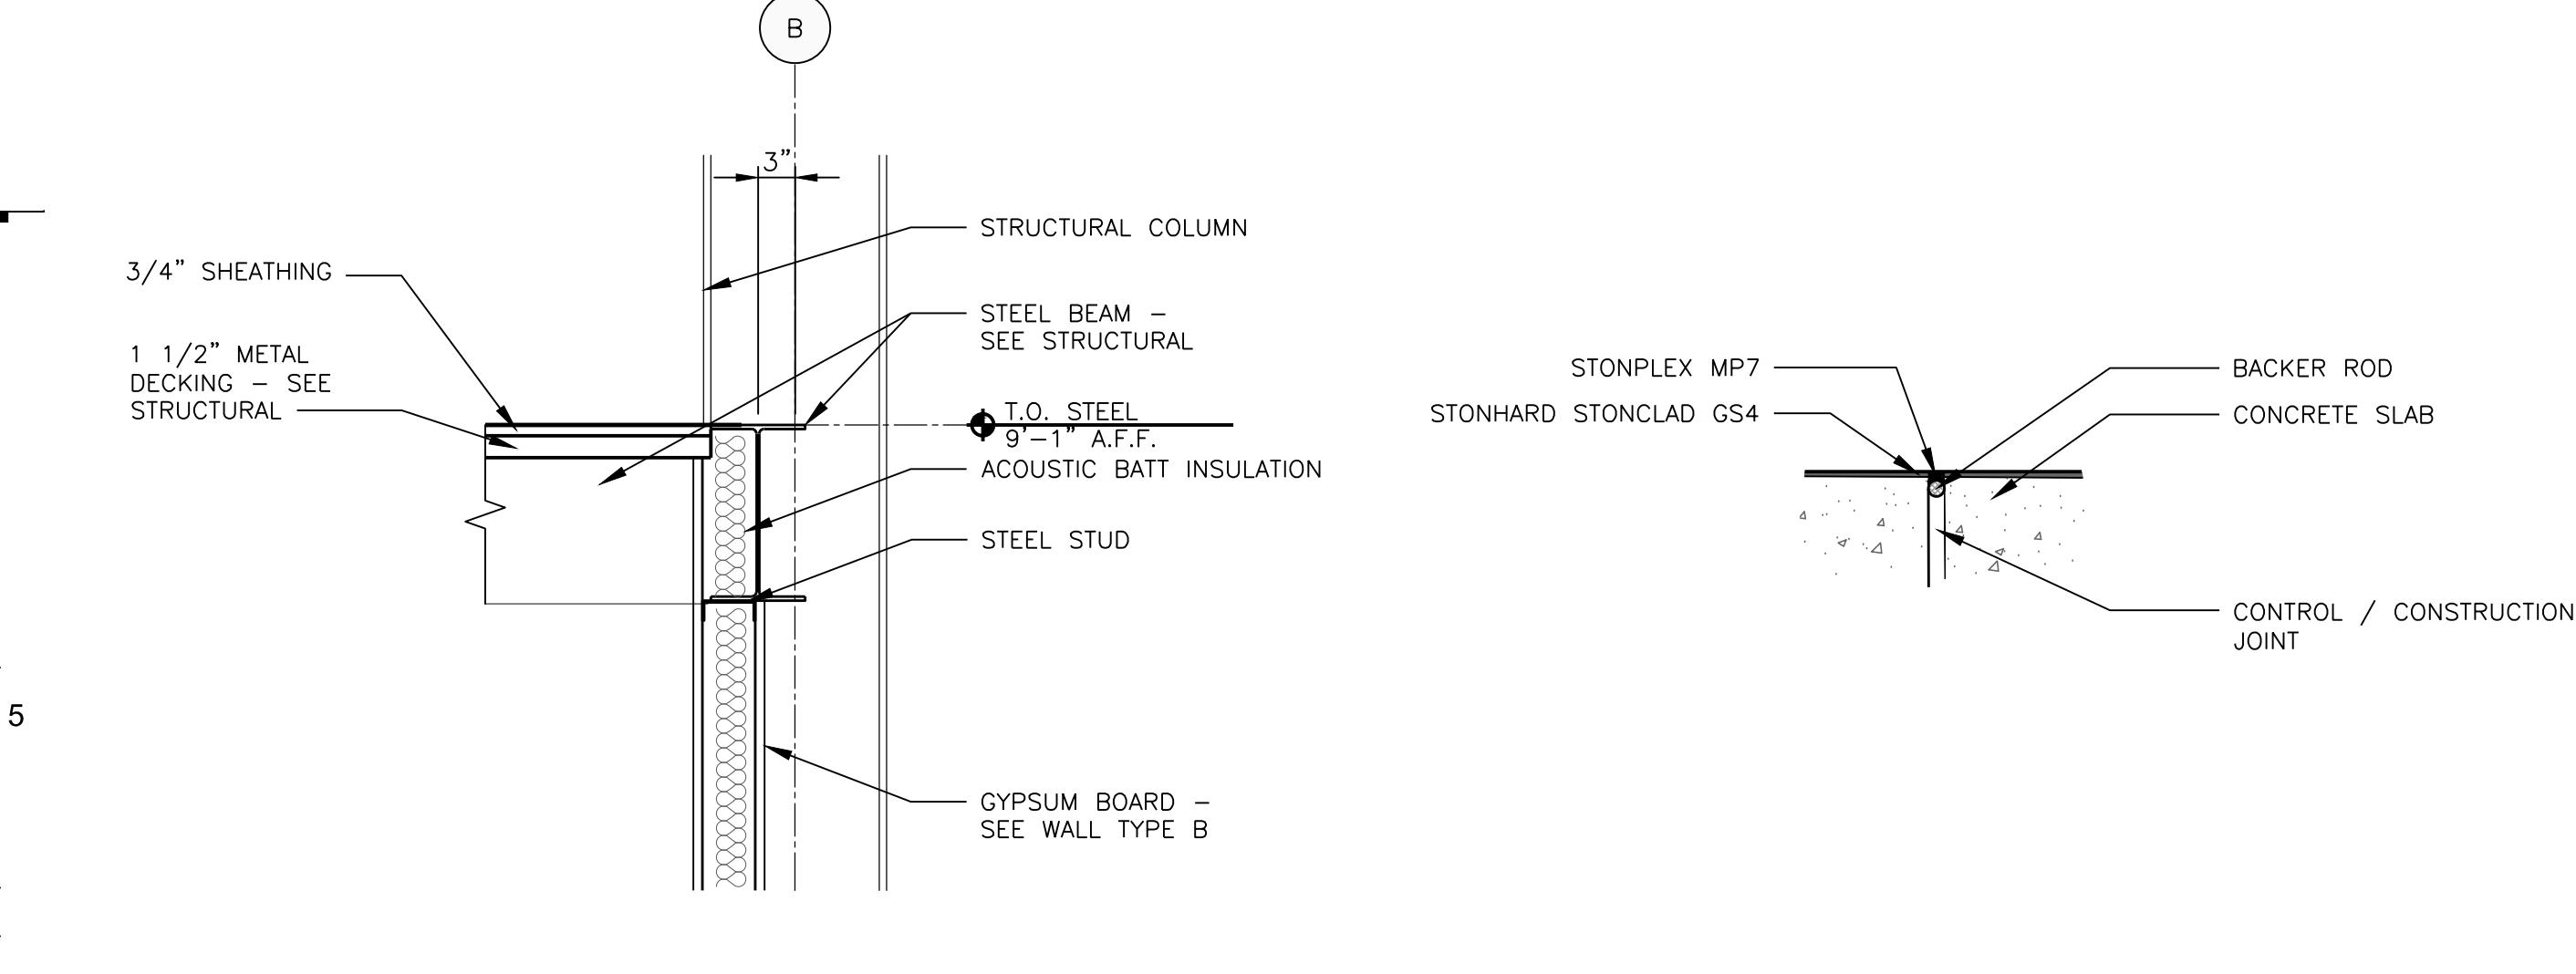 B
3”
STRUCTURAL COLUMN
3/4” SHEATHING
STEEL BEAM –
SEE STRUCTURAL
1 1/2” METAL
DECKING – SEE
STRUCTURAL
T.O. STEEL
9’–1” A.F.F.
ACOUSTIC BATT INSULATION
STEEL STUD
GYPSUM BOARD –
SEE WALL TYPE B
5
STONPLEX MP7
STONHARD STONCLAD GS4
BACKER ROD
CONCRETE SLAB
CONTROL / CONSTRUCTION
JOINT